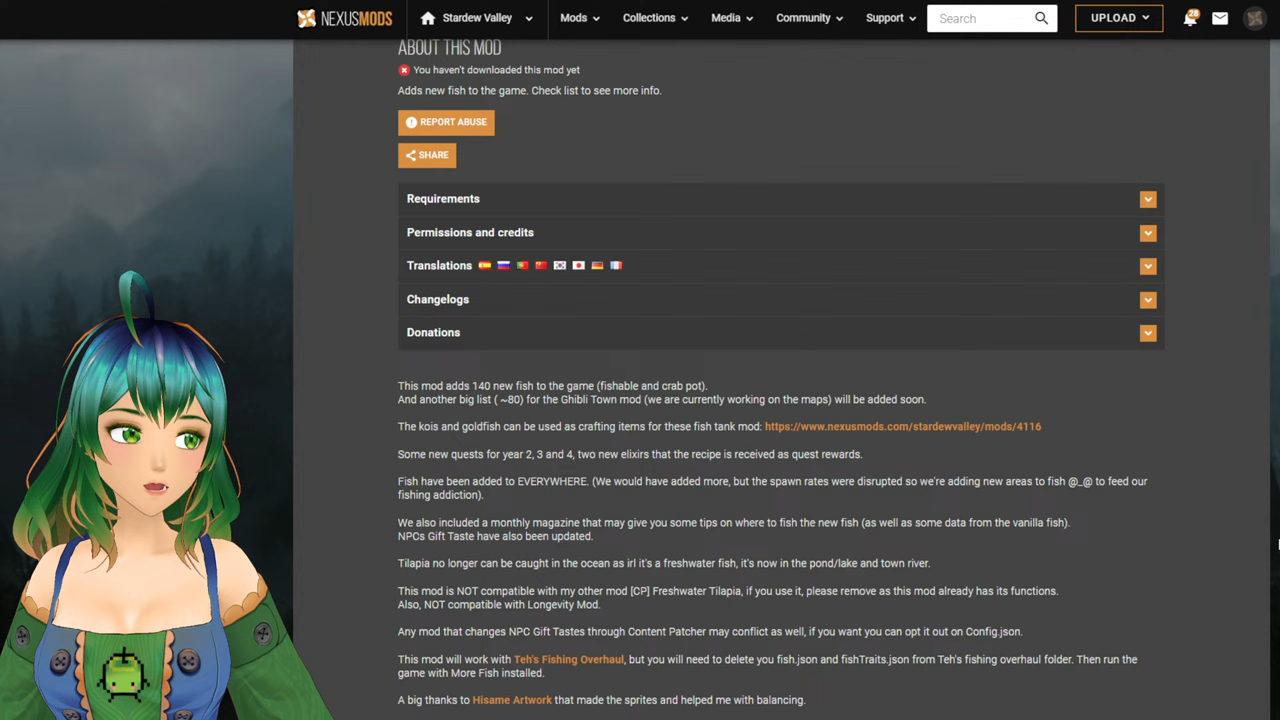 NEXUSMODS Stardew Valley Mods Collections Media Community Support Search UPLOAD 28
ABOUT THIS MOD
You haven't downloaded this mod yet
Adds new fish to the game. Check list to see more info.
REPORT ABUSE
SHARE
Requirements
Permissions and credits
Translations
Changelogs
Donations
This mod adds 140 new fish to the game (fishable and crab pot).
And another big list ( ~80) for the Ghibli Town mod (we are currently working on the maps) will be added soon.
The kois and goldfish can be used as crafting items for these fish tank mod: https://www.nexusmods.com/stardewvalley/mods/4116
Some new quests for year 2, 3 and 4, two new elixirs that the recipe is received as quest rewards.
Fish have been added to EVERYWHERE. (We would have added more, but the spawn rates were disrupted so we're adding new areas to fish @_@ to feed our
fishing addiction).
We also included a monthly magazine that may give you some tips on where to fish the new fish (as well as some data from the vanilla fish).
NPCs Gift Taste have also been updated.
Tilapia no longer can be caught in the ocean as irl it's a freshwater fish, it's now in the pond/lake and town river.
This mod is NOT compatible with my other mod [CP] Freshwater Tilapia, if you use it, please remove as this mod already has its functions.
Also, NOT compatible with Longevity Mod.
Any mod that changes NPC Gift Tastes through Content Patcher may conflict as well, if you want you can opt it out on Config.json.
This mod will work with Teh's Fishing Overhaul, but you will need to delete you fish.json and fishTraits.json from Teh's fishing overhaul folder. Then run the
game with More Fish installed.
A big thanks to Hisame Artwork that made the sprites and helped me with balancing.